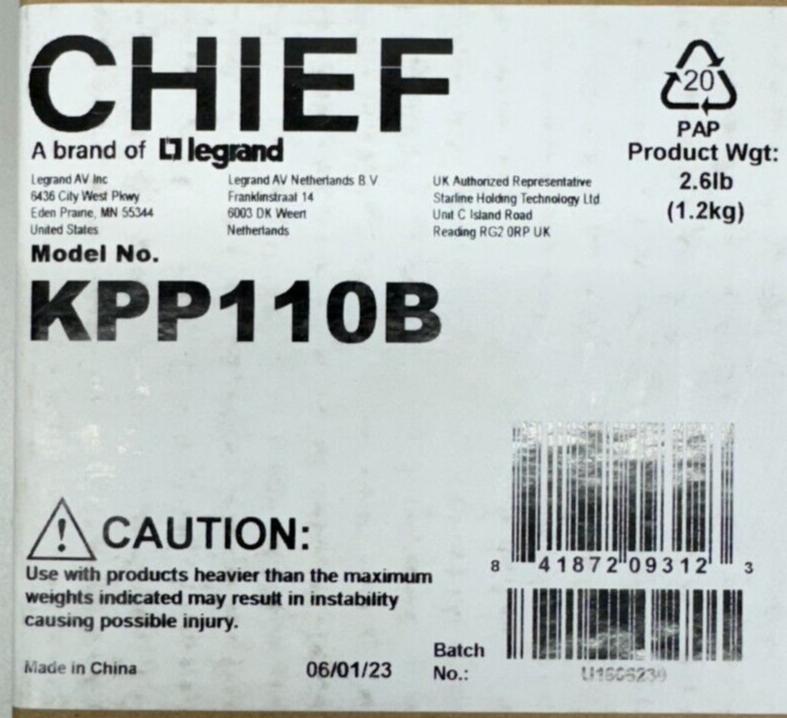 CHIEF
A brand of legrand
20
PAP
Product Wgt:
2.6lb
(1.2kg)
Legrand AV Inc
6436 City West Pkwy
Eden Prairie, MN 55344
United States
Legrand AV Netherlands B V
Franklinstraat 14
6003 DK Weert
Netherlands
UK Authorized Representative
Starline Holding Technology Ltd
Unit C Island Road
Reading RG2 0RP UK
Model No.
KPP110B
CAUTION:
Use with products heavier than the maximum
weights indicated may result in instability
causing possible injury.
Made in China
06/01/23
8 41872 09312 3
Batch
No.: